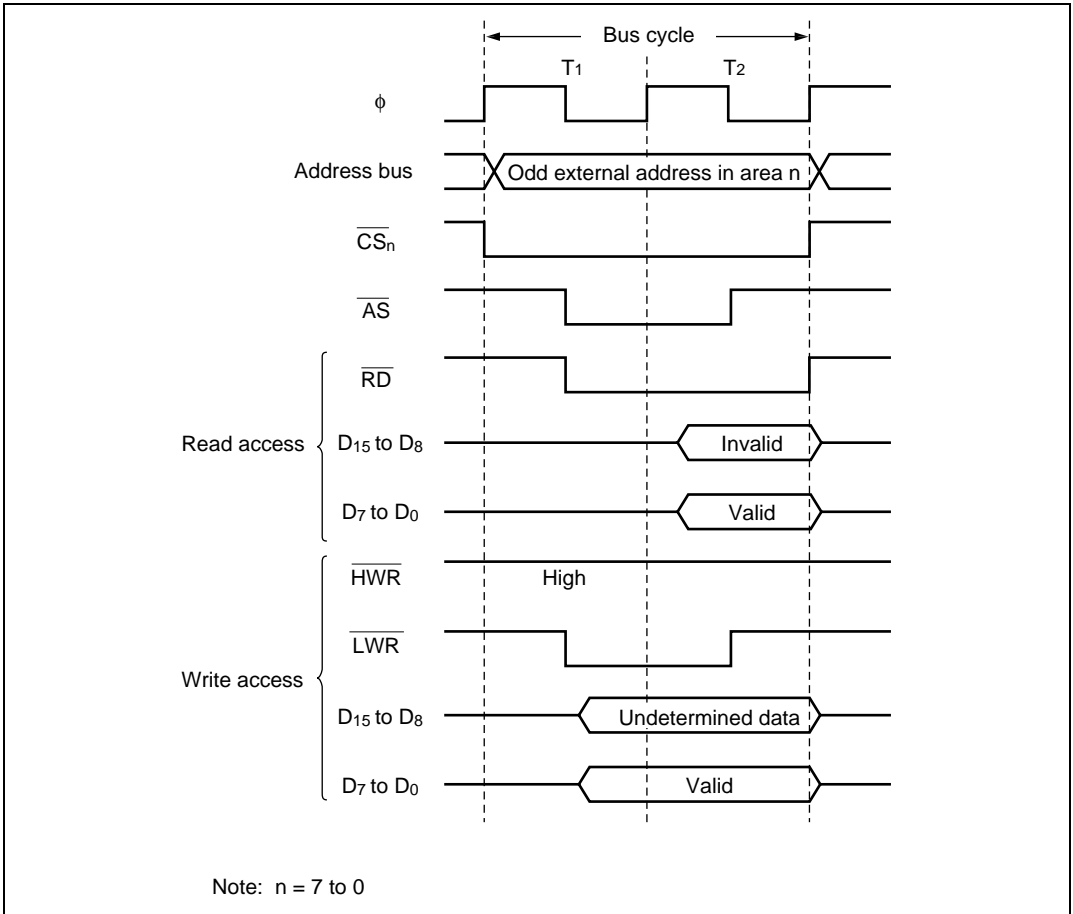 Bus cycle
T1 T2
φ
Address bus Odd external address in area n
CSn
AS
RD
Read access D15 to D8 Invalid
D7 to D0 Valid
HWR High
LWR
Write access
D15 to D8 Undetermined data
D7 to D0 Valid
Note: n = 7 to 0